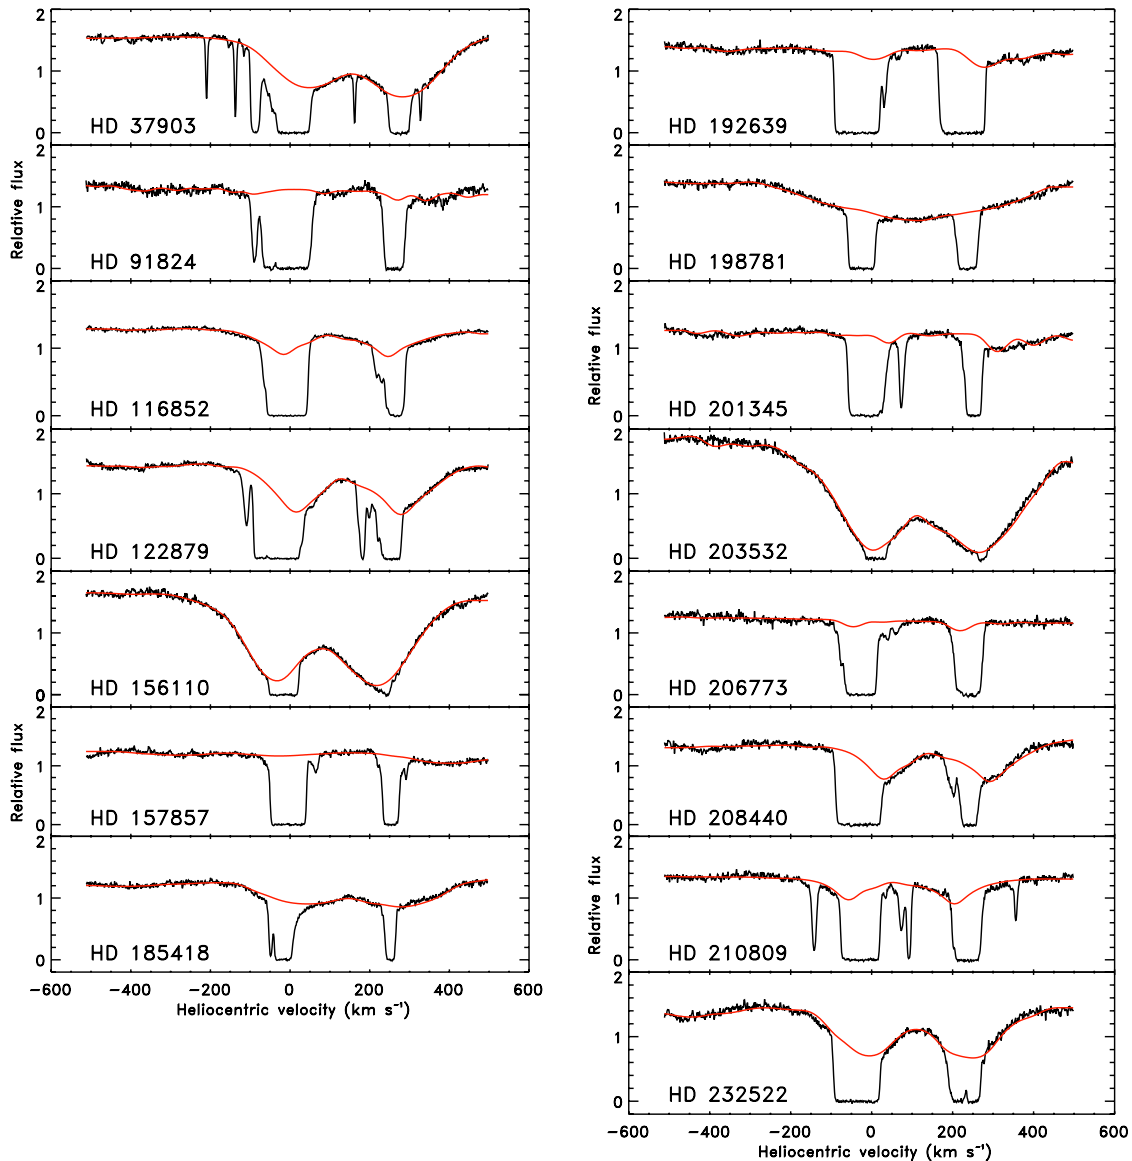 2
1
0
HD 37903
2
1
0
HD 91824
Relative flux
2
1
0
HD 116852
2
1
0
HD 122879
2
1
0
HD 156110
2
1
0
HD 157857
Relative flux
2
1
0
HD 185418
−600 −400 −200 0 200 400 600
Heliocentric velocity (km s⁻¹)
2
1
0
HD 192639
2
1
0
HD 198781
2
1
0
HD 201345
Relative flux
2
1
0
HD 203532
2
1
0
HD 206773
2
1
0
HD 208440
2
1
0
HD 210809
Relative flux
2
1
0
HD 232522
−600 −400 −200 0 200 400 600
Heliocentric velocity (km s⁻¹)